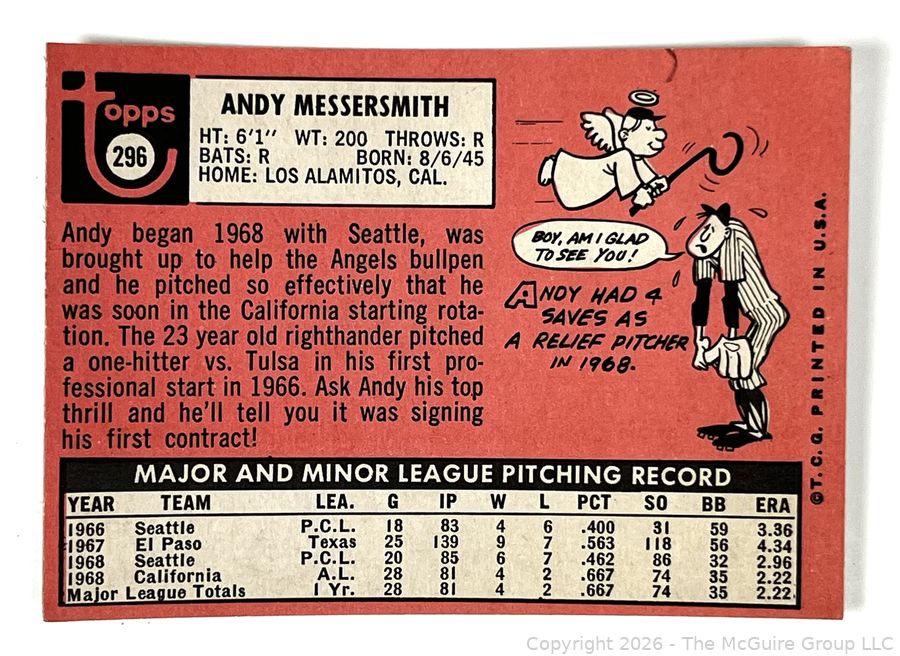 topps
296
ANDY MESSERSMITH
HT: 6'1" WT: 200 THROWS: R
BATS: R BORN: 8/6/45
HOME: LOS ALAMITOS, CAL.
Andy began 1968 with Seattle, was
brought up to help the Angels bullpen
and he pitched so effectively that he
was soon in the California starting rota-
tion. The 23 year old righthander pitched
a one-hitter vs. Tulsa in his first pro-
fessional start in 1966. Ask Andy his top
thrill and he'll tell you it was signing
his first contract!
BOY, AM I GLAD
TO SEE YOU!
ANDY HAD 4
SAVES AS
A RELIEF PITCHER
IN 1968.
©T. C. G. PRINTED IN U.S.A.
MAJOR AND MINOR LEAGUE PITCHING RECORD
YEAR TEAM LEA. G IP W L PCT SO BB ERA
1966 Seattle P.C.L. 18 83 4 6 .400 31 59 3.36
1967 El Paso Texas 25 139 9 7 .563 118 56 4.34
1968 Seattle P.C.L. 20 85 6 7 .462 86 32 2.96
1968 California A.L. 28 81 4 2 .667 74 35 2.22
Major League Totals 1 Yr. 28 81 4 2 .667 74 35 2.22
Copyright 2026 - The McGuire Group LLC